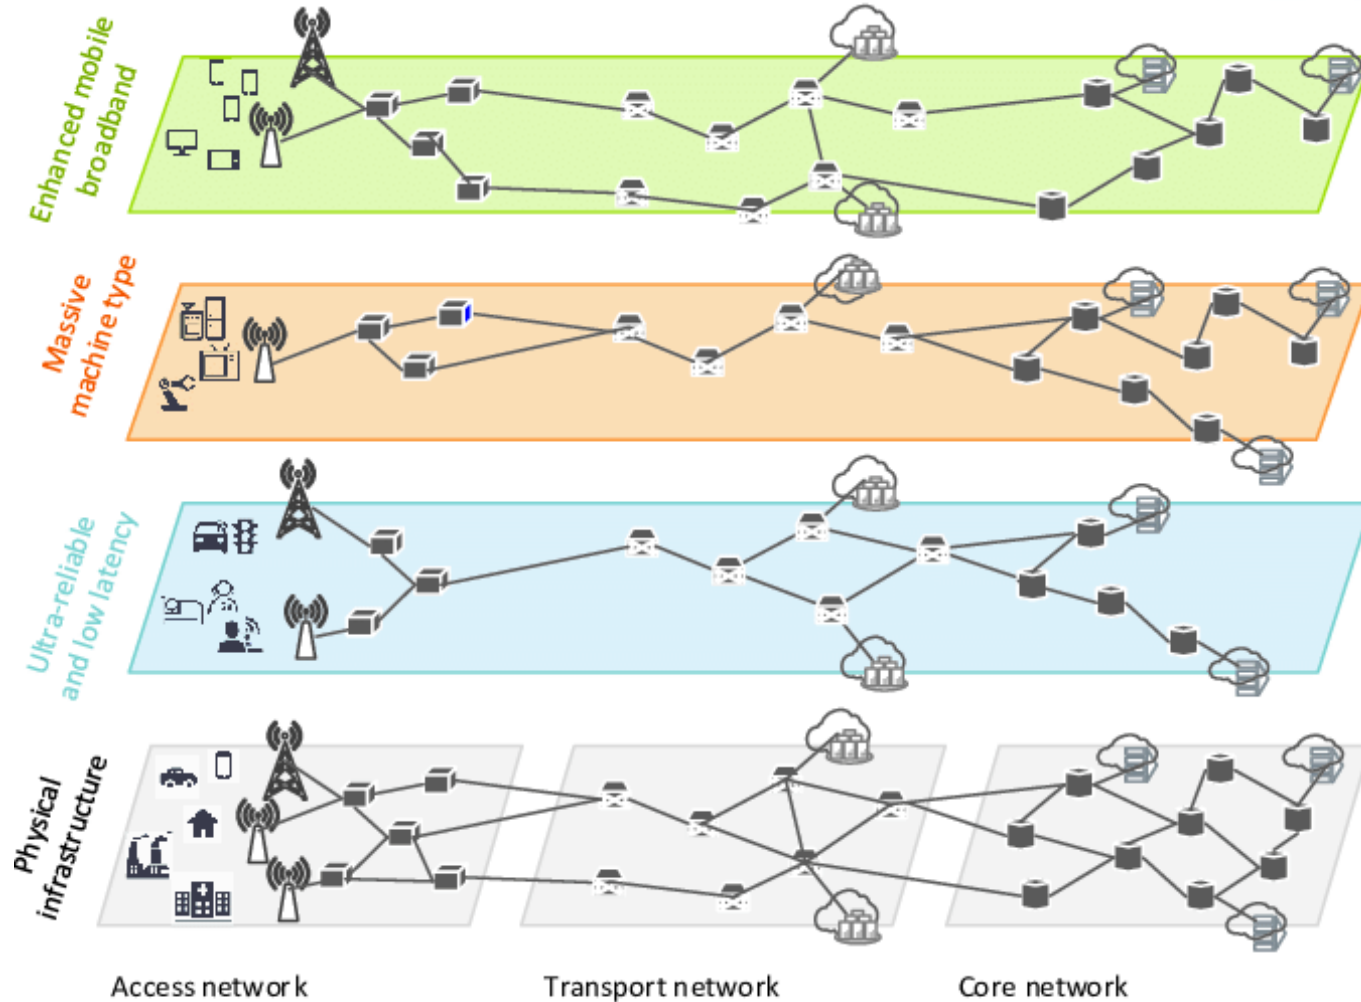 Enhanced mobile
broadband
Massive
machine type
Ultra-reliable
and low latency
Physical
infrastructure
Access network
Transport network
Core network